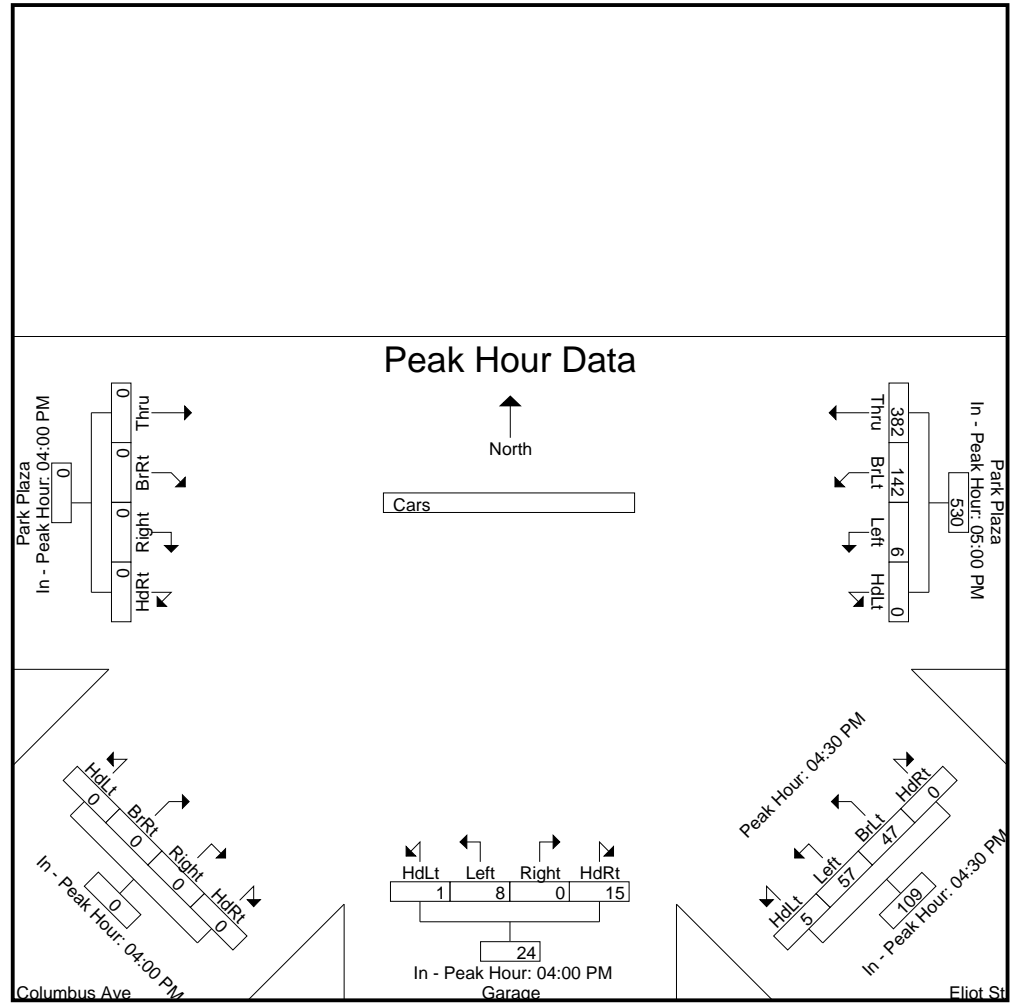 Peak Hour Data
North
Cars
Park Plaza
In - Peak Hour: 04:00 PM
0
0
0
0
0
Thru
BrRt
Right
HdRt
Park Plaza
In - Peak Hour: 05:00 PM
530
382
142
6
0
Thru
BrLt
Left
HdLt
HdLt
BrRt
Right
HdRt
0
0
0
0
0
In - Peak Hour: 04:00 PM
Columbus Ave
HdLt Left Right HdRt
1 8 0 15
24
In - Peak Hour: 04:00 PM
Garage
Peak Hour: 04:30 PM
HdLt
Left
BrLt
HdRt
5
57
47
0
109
In - Peak Hour: 04:30 PM
Eliot St